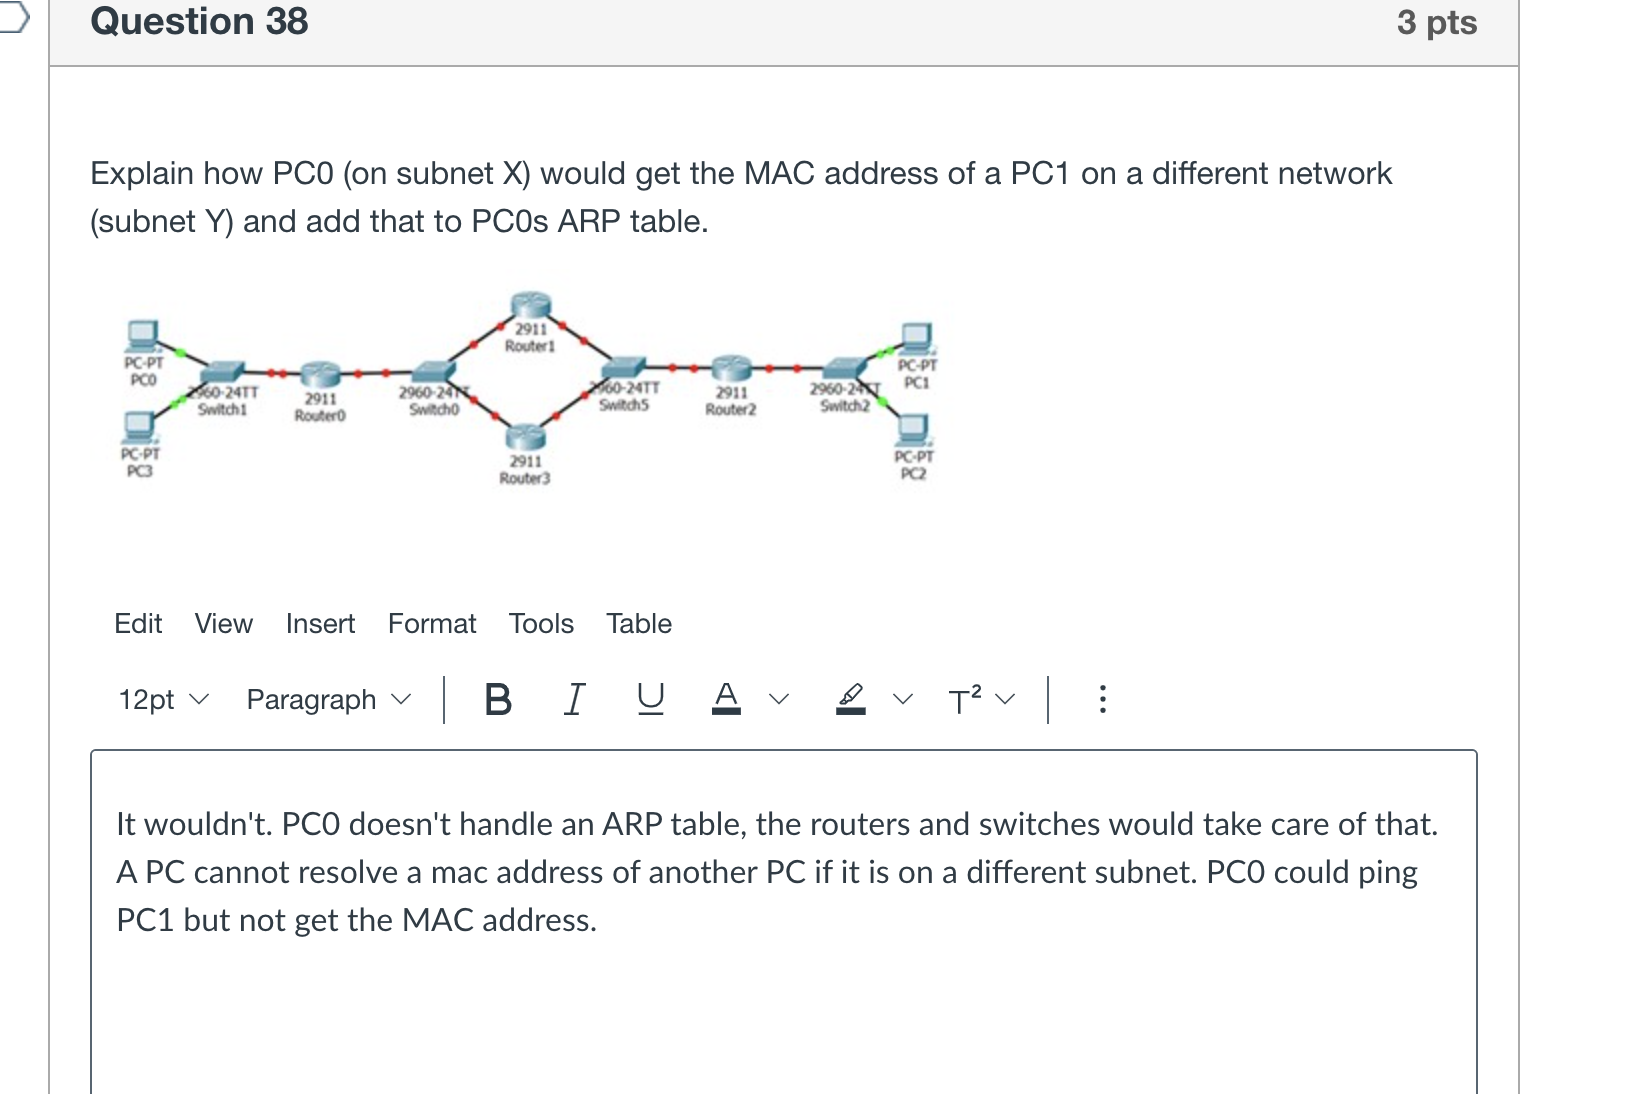 Question 38
3 pts
Explain how PC0 (on subnet X) would get the MAC address of a PC1 on a different network
(subnet Y) and add that to PC0s ARP table.
2911
Router1
PC-PT
PC0
2960-24TT
Switch1
2911
Router0
2960-24TT
Switch0
2960-24TT
Switch5
2911
Router2
2960-24TT
Switch2
PC-PT
PC1
PC-PT
PC3
2911
Router3
PC-PT
PC2
Edit View Insert Format Tools Table
12pt Paragraph B I U A T²
It wouldn't. PC0 doesn't handle an ARP table, the routers and switches would take care of that.
A PC cannot resolve a mac address of another PC if it is on a different subnet. PC0 could ping
PC1 but not get the MAC address.